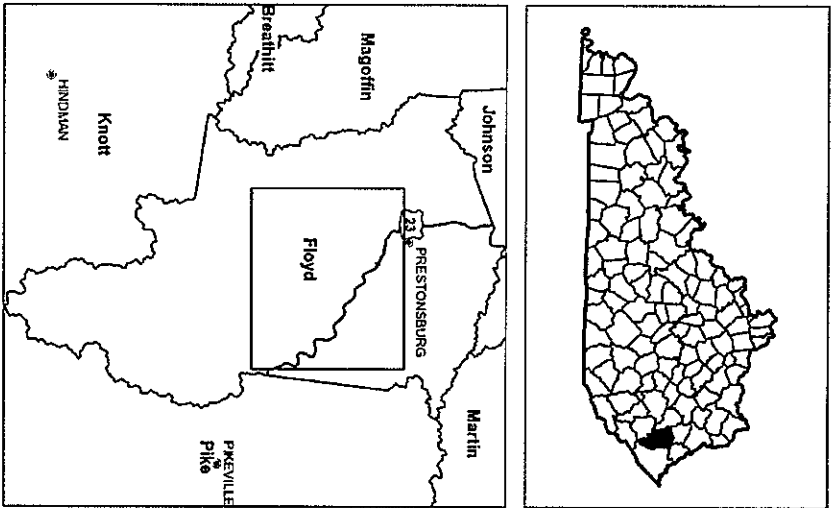 Breathitt
Magoffin
Johnson
HINDMAN
Knott
23
PRESTONSBURG
Floyd
Martin
PIKEVILLE
Pike